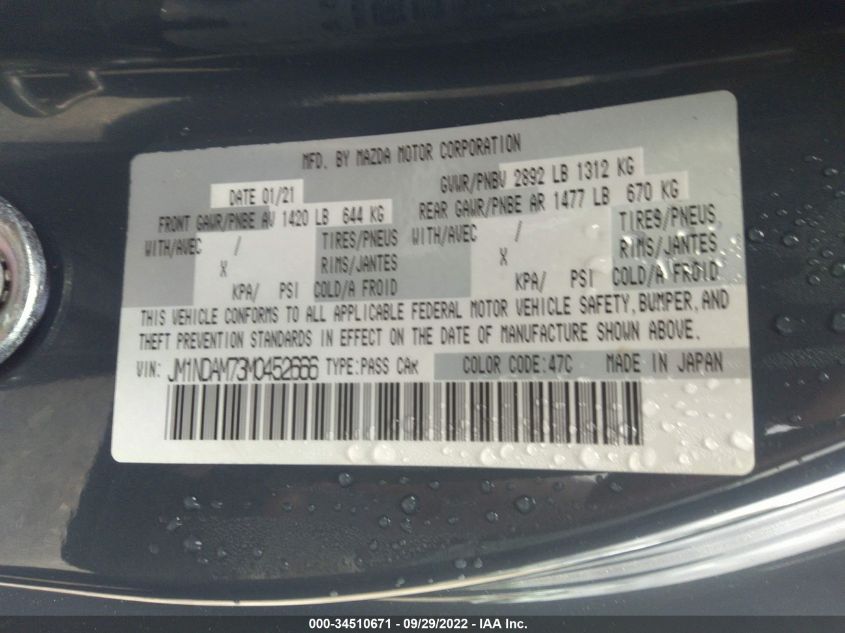 MFD. BY MAZDA MOTOR CORPORATION
DATE 01/21 GVWR/PNBV 2892 LB 1312 KG
FRONT GAWR/PNBE AV 1420 LB 644 KG REAR GAWR/PNBE AR 1477 LB 670 KG
WITH/AVEC / TIRES/PNEUS WITH/AVEC / TIRES/PNEUS
X RIMS/JANTES X RIMS/JANTES
KPA/ PSI COLD/A FROID KPA/ PSI COLD/A FROID
THIS VEHICLE CONFORMS TO ALL APPLICABLE FEDERAL MOTOR VEHICLE SAFETY, BUMPER, AND
THEFT PREVENTION STANDARDS IN EFFECT ON THE DATE OF MANUFACTURE SHOWN ABOVE.
VIN: JM1NDAM73M0452666 TYPE:PASS CAR COLOR CODE:47C MADE IN JAPAN
000-34510671 - 09/29/2022 - IAA Inc.